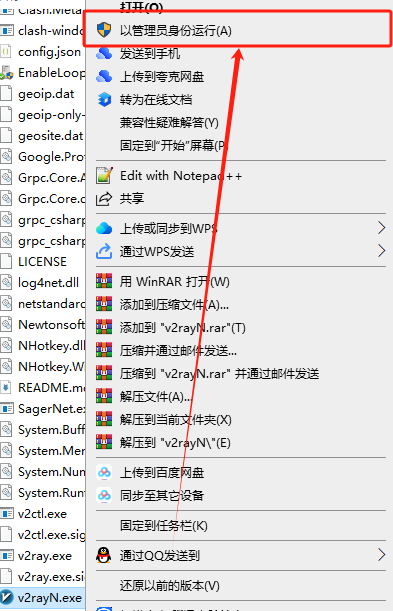 Clash.Meta
clash-windo
config.json
EnableLoop
geoip.dat
geoip-only-
geosite.dat
Google.Pro
Grpc.Core.A
Grpc.Core.
grpc_csharp
grpc_csharp
LICENSE
log4net.dll
netstandard
Newtonsoft
NHotkey.dll
NHotkey.W
README.m
SagerNet.e
System.Buff
System.Mer
System.Num
System.Run
v2ctl.exe
v2ctl.exe.sig
v2ray.exe
v2ray.exe.si
v2rayN.exe
打开(O)
以管理员身份运行(A)
发送到手机
上传到夸克网盘
转为在线文档
兼容性疑难解答(Y)
固定到"开始"屏幕(P)
Edit with Notepad++
共享
上传或同步到WPS
通过WPS发送
用 WinRAR 打开(W)
添加到压缩文件(A)...
添加到 "v2rayN.rar"(T)
压缩并通过邮件发送...
压缩到 "v2rayN.rar" 并通过邮件发送
解压文件(A)...
解压到当前文件夹(X)
解压到 "v2rayN\"(E)
上传到百度网盘
同步至其它设备
固定到任务栏(K)
通过QQ发送到
还原以前的版本(V)